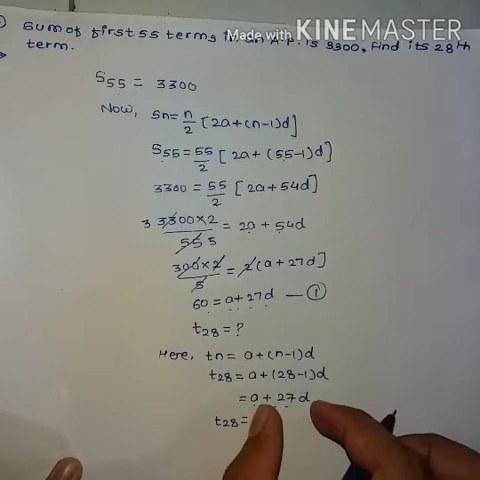 Made with KINEMASTER
Sum of first 55 terms in an A.P. is 3300, find its 28th
term.
S55 = 3300
Now, Sn = n/2 [2a+(n-1)d]
S55 = 55/2 [2a+(55-1)d]
3300 = 55/2 [2a+54d]
3 3300×2/55 5 = 2a + 54d
300×2/5 = 2(a+27d]
60 = a+27d — ①
t28 = ?
Here, tn = a+(n-1)d
t28 = a+(28-1)d
= a+27d
t28 =